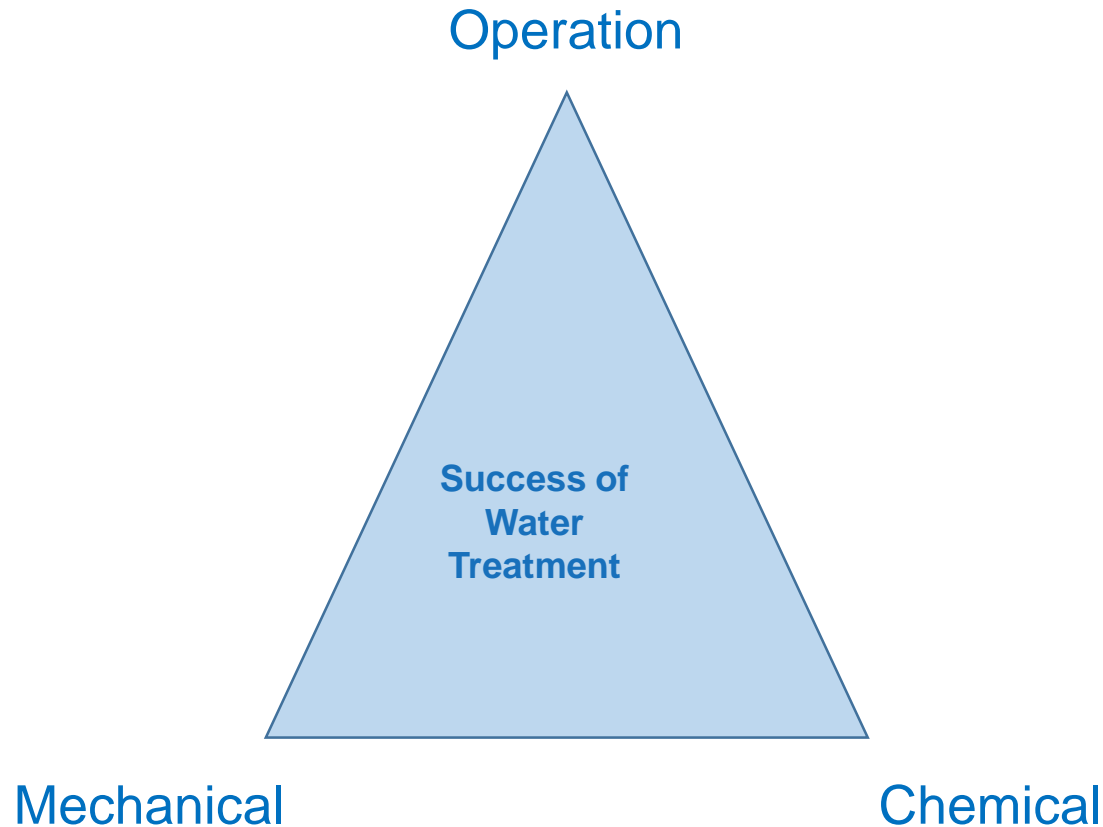 Operation
Success of
Water
Treatment
Mechanical
Chemical